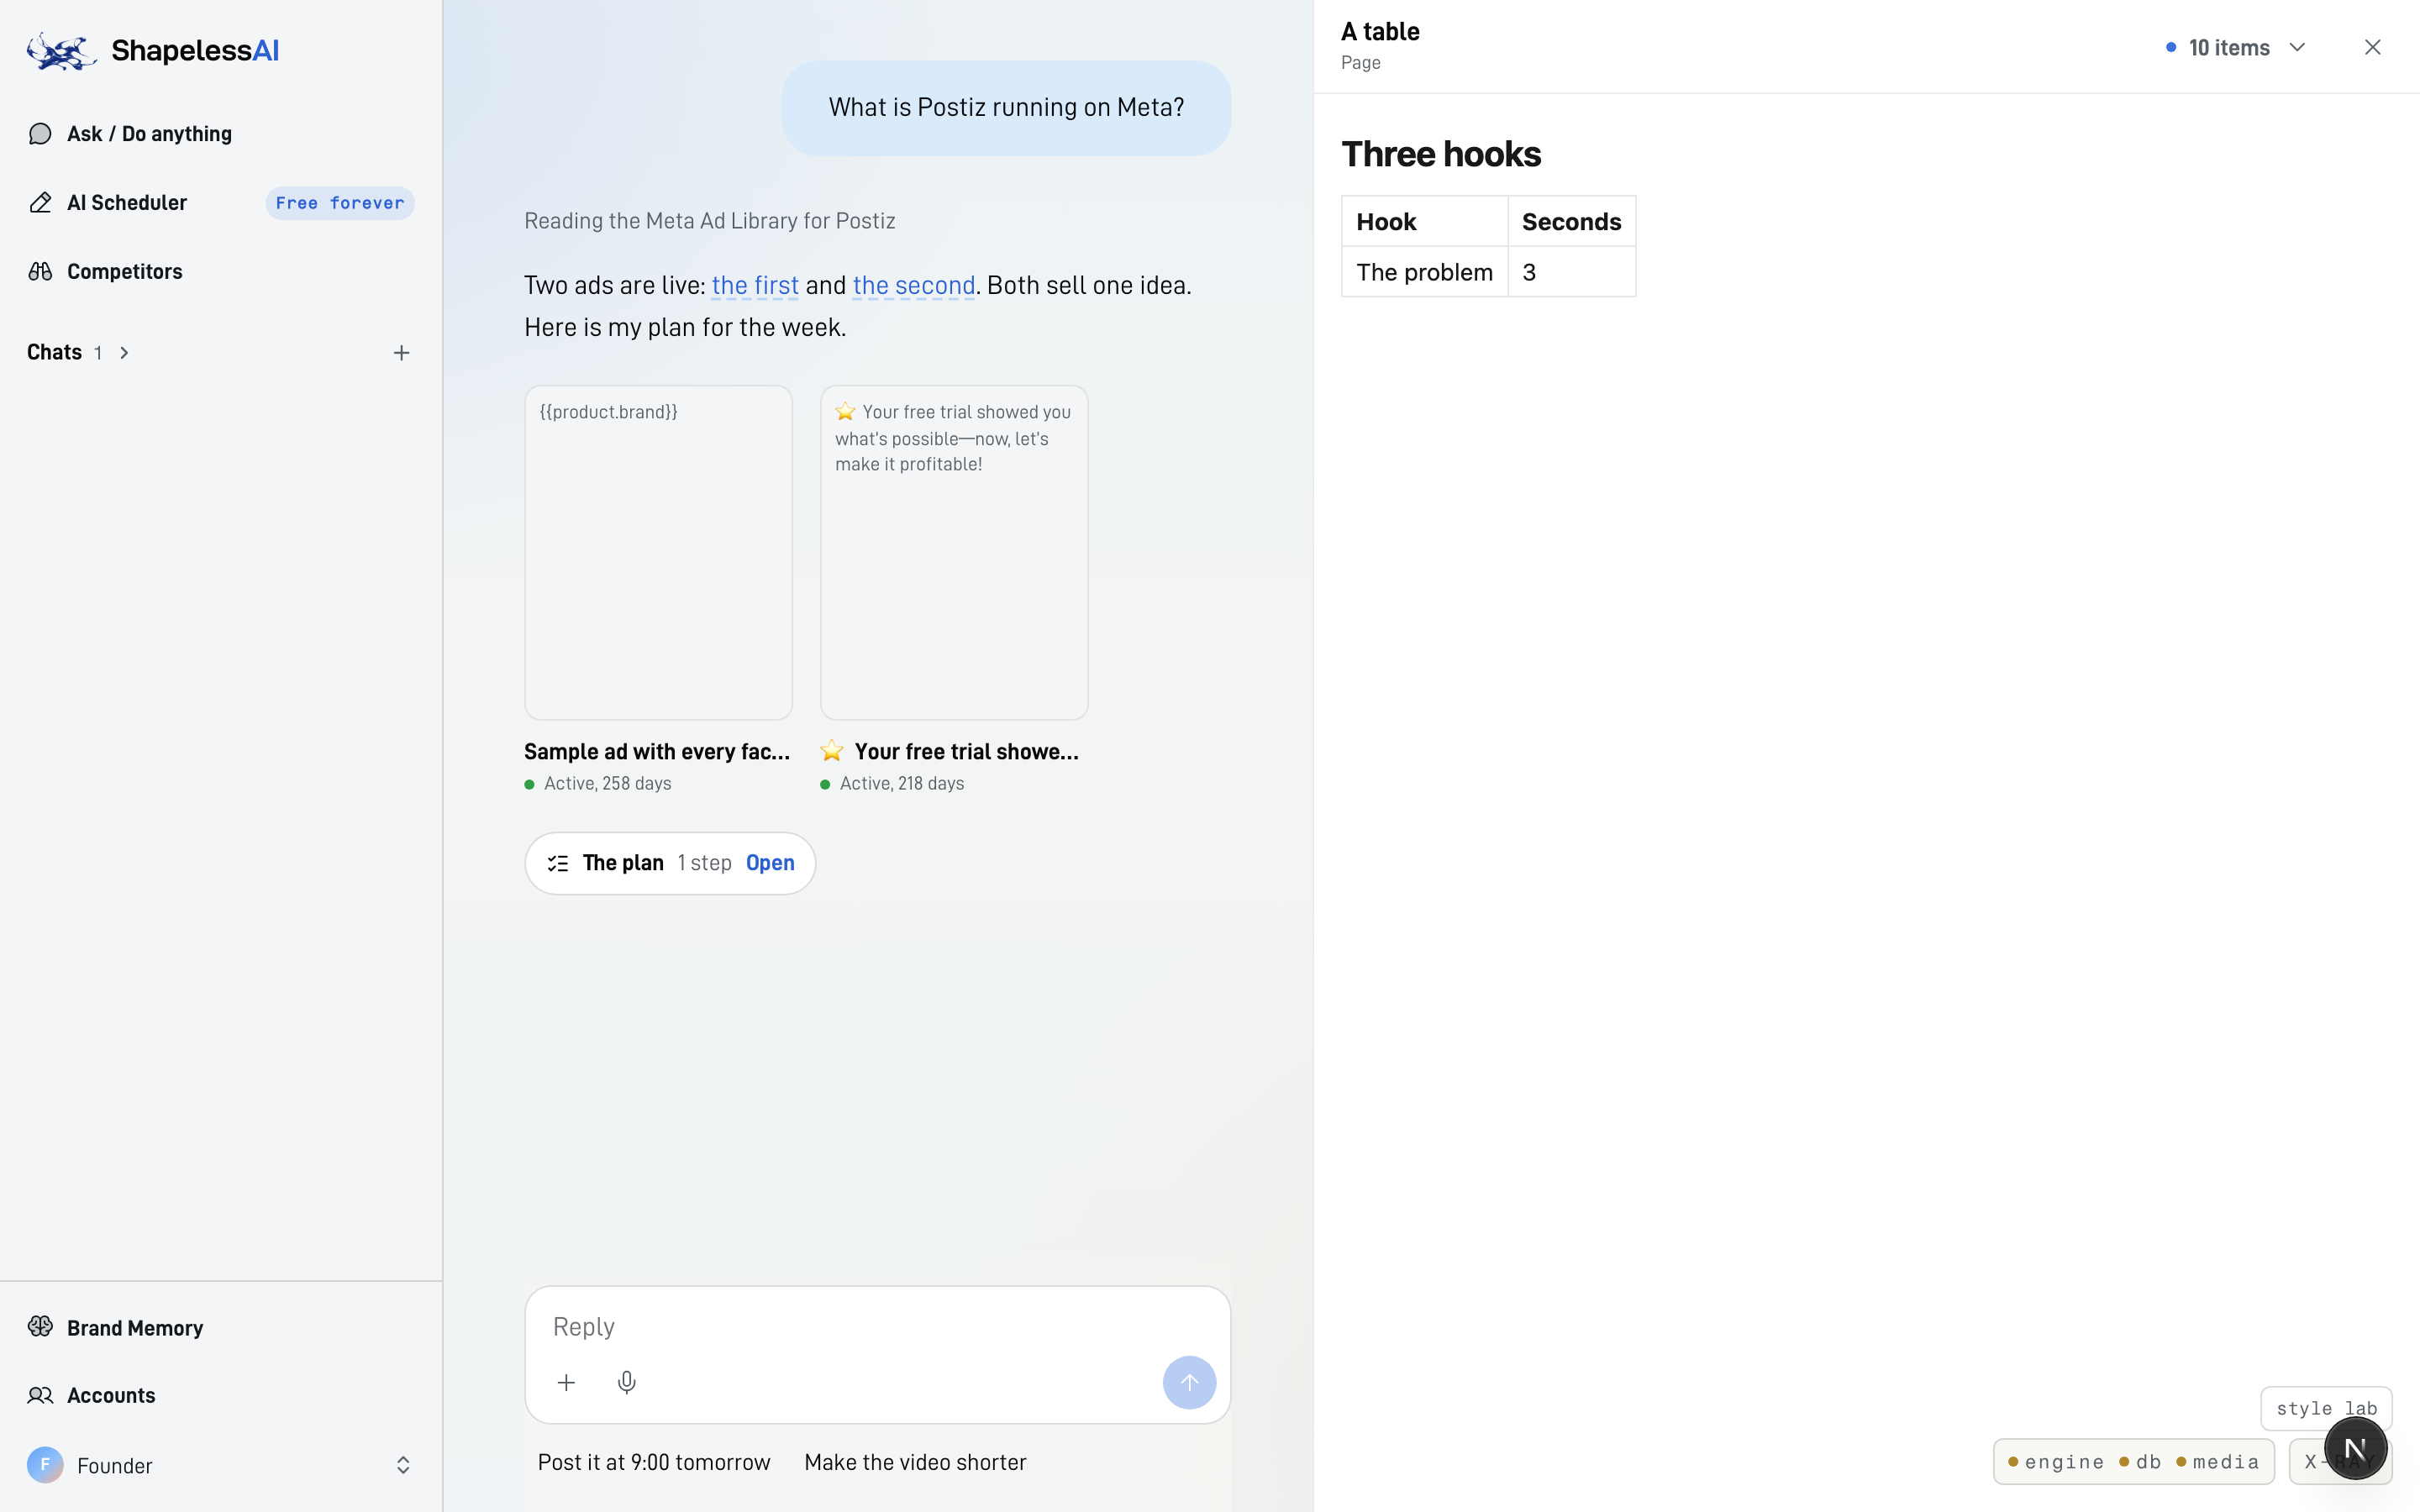 ShapelessAI
Ask / Do anything
AI Scheduler
Free forever
Competitors
Chats 1
Brand Memory
Accounts
F
Founder
What is Postiz running on Meta?
Reading the Meta Ad Library for Postiz
Two ads are live: the first and the second. Both sell one idea.
Here is my plan for the week.
{{product.brand}}
⭐ Your free trial showed you
what's possible—now, let's
make it profitable!
Sample ad with every fac...
Active, 258 days
⭐ Your free trial showe...
Active, 218 days
The plan 1 step Open
Reply
Post it at 9:00 tomorrow
Make the video shorter
A table
Page
10 items
Three hooks
Hook Seconds
The problem 3
style lab
engine db media
X-RAY
N